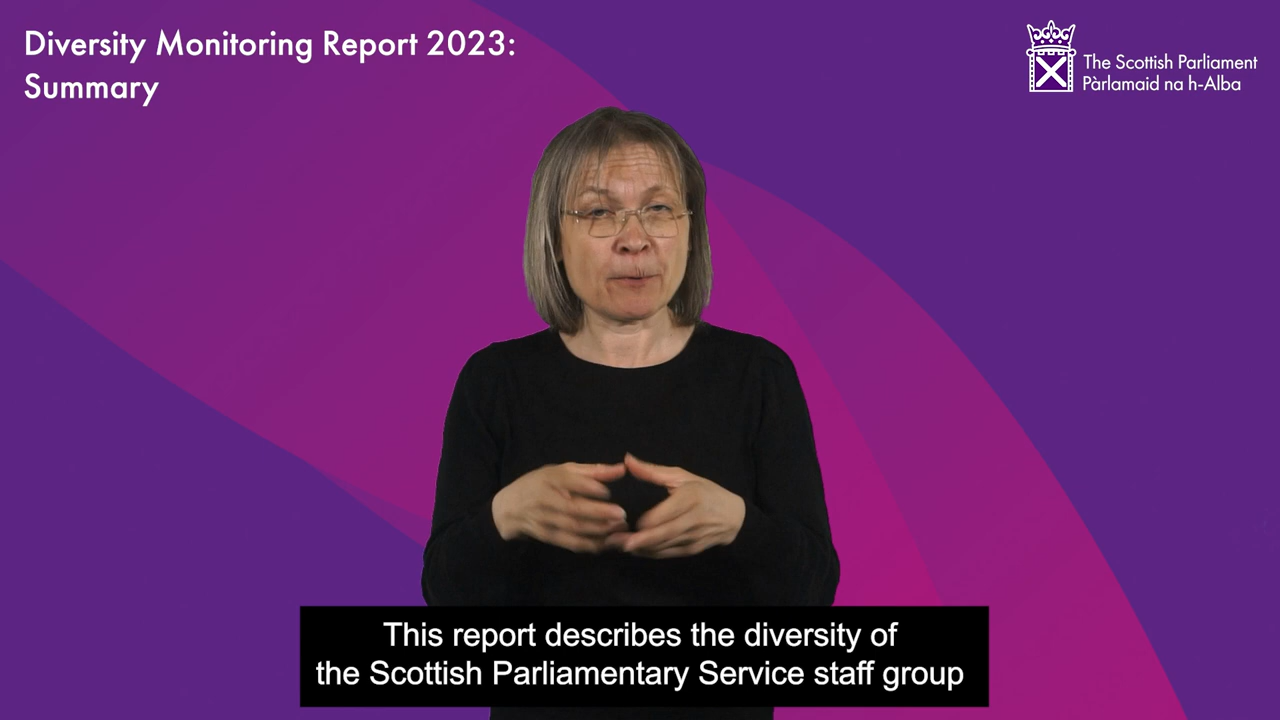 Diversity Monitoring Report 2023:
Summary
The Scottish Parliament
Pàrlamaid na h-Alba
This report describes the diversity of
the Scottish Parliamentary Service staff group